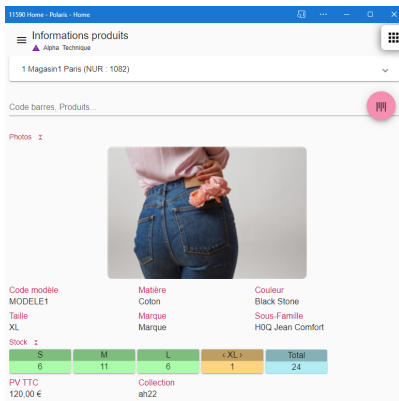 11590 Home - Polaris - Home
Informations produits
Alpha Technique
1 Magasin1 Paris (NUR : 1082)
Code barres, Produits...
Photos
Code modèle Matière Couleur
MODELE1 Coton Black Stone
Taille Marque Sous-Famille
XL Marque H0Q Jean Comfort
Stock
S M L ‹ XL › Total
6 11 6 1 24
PV TTC Collection
120,00 € ah22